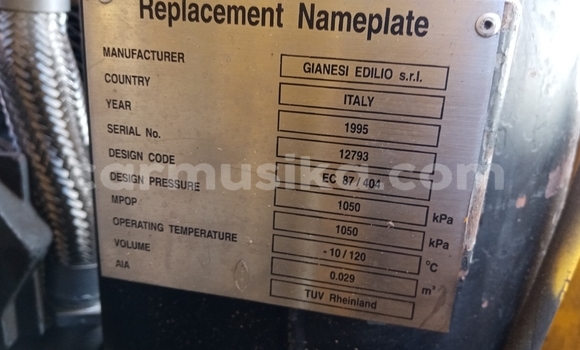 Replacement Nameplate
MANUFACTURER GIANESI EDILIO s.r.l.
COUNTRY ITALY
YEAR 1995
SERIAL No. 12793
DESIGN CODE EC 87/404
DESIGN PRESSURE 1050 kPa
MPOP 1050 kPa
OPERATING TEMPERATURE -10/120 °C
VOLUME 0.029 m³
AIA TUV Rheinland
carmusika.com